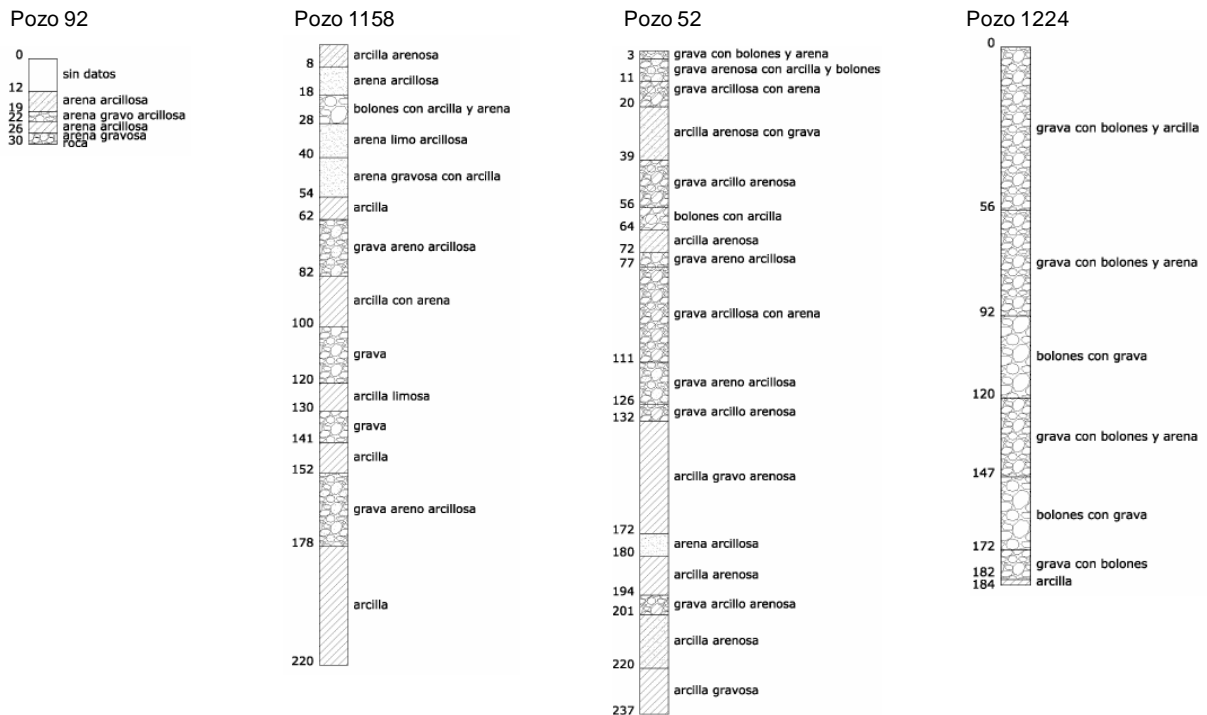 Pozo 92
0
sin datos
12
arena arcillosa
19
arena gravo arcillosa
22
arena arcillosa
26
arena gravosa
30
roca
Pozo 1158
arcilla arenosa
8
arena arcillosa
18
bolones con arcilla y arena
28
arena limo arcillosa
40
arena gravosa con arcilla
54
arcilla
62
grava areno arcillosa
82
arcilla con arena
100
grava
120
arcilla limosa
130
grava
141
arcilla
152
grava areno arcillosa
178
arcilla
220
Pozo 52
3
grava con bolones y arena
grava arenosa con arcilla y bolones
11
grava arcillosa con arena
20
arcilla arenosa con grava
39
grava arcillo arenosa
56
bolones con arcilla
64
arcilla arenosa
72
grava areno arcillosa
77
grava arcillosa con arena
111
grava areno arcillosa
126
grava arcillo arenosa
132
arcilla gravo arenosa
172
arena arcillosa
180
arcilla arenosa
194
grava arcillo arenosa
201
arcilla arenosa
220
arcilla gravosa
237
Pozo 1224
0
grava con bolones y arcilla
56
grava con bolones y arena
92
bolones con grava
120
grava con bolones y arena
147
bolones con grava
172
grava con bolones
182
arcilla
184